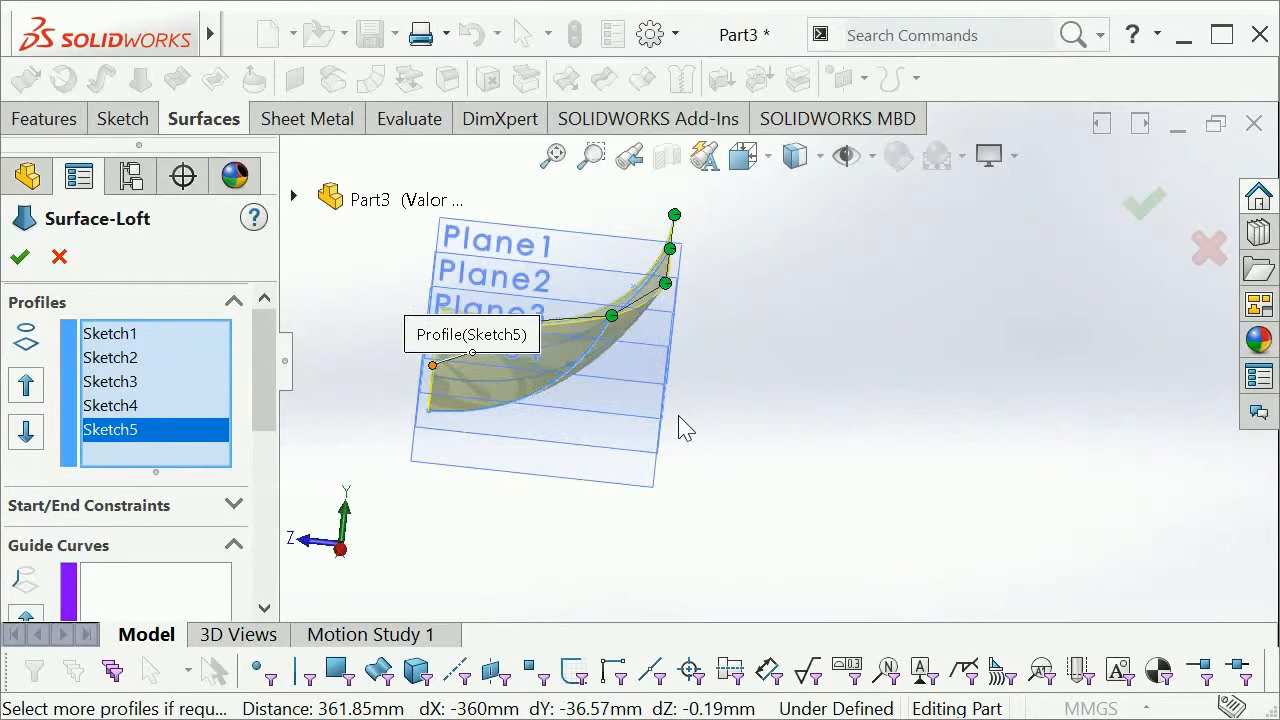 SOLIDWORKS
Part3 *
Search Commands
?
Features
Sketch
Surfaces
Sheet Metal
Evaluate
DimXpert
SOLIDWORKS Add-Ins
SOLIDWORKS MBD
Part3 (Valor ...
Surface-Loft
?
Profiles
Sketch1
Sketch2
Sketch3
Sketch4
Sketch5
Start/End Constraints
Guide Curves
Plane1
Plane2
Plane3
Profile(Sketch5)
Y
Z
Model
3D Views
Motion Study 1
Select more profiles if requ...
Distance: 361.85mm
dX: -360mm
dY: -36.57mm
dZ: -0.19mm
Under Defined
Editing Part
MMGS